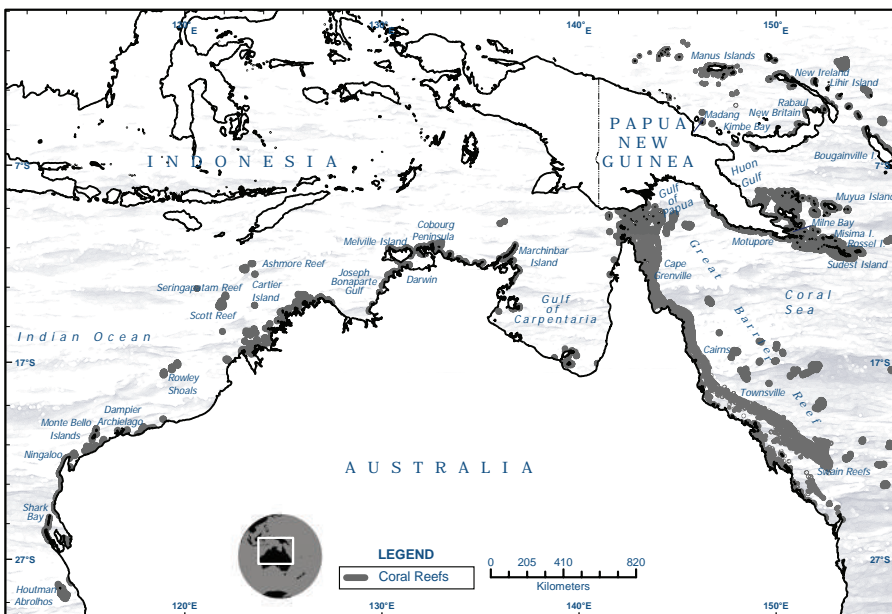 120°E
130°E
140°E
150°E
Manus Islands
New Ireland
Lihir Island
Rabaul
New Britain
Madang
Kimbe Bay
PAPUA
NEW
GUINEA
Bougainville I.
INDONESIA
7°S
7°S
Huon
Gulf
Gulf
of
Papua
Muyua Island
Milne Bay
Misima I.
Rossel I.
Motupore
Sudest Island
Cobourg
Peninsula
Melville Island
Marchinbar
Island
Ashmore Reef
Cartier
Island
Joseph
Bonaparte
Gulf
Darwin
Seringapatam Reef
Scott Reef
Cape
Grenville
Great
Barrier
Reef
Coral
Sea
Gulf
of
Carpentaria
Indian Ocean
Cairns
17°S
17°S
Rowley
Shoals
Townsville
Dampier
Archielago
Monte Bello
Islands
Ningaloo
AUSTRALIA
Swain Reefs
Shark
Bay
LEGEND
Coral Reefs
0 205 410 820
Kilometers
27°S
27°S
Houtman
Abrolhos
120°E
130°E
140°E
150°E